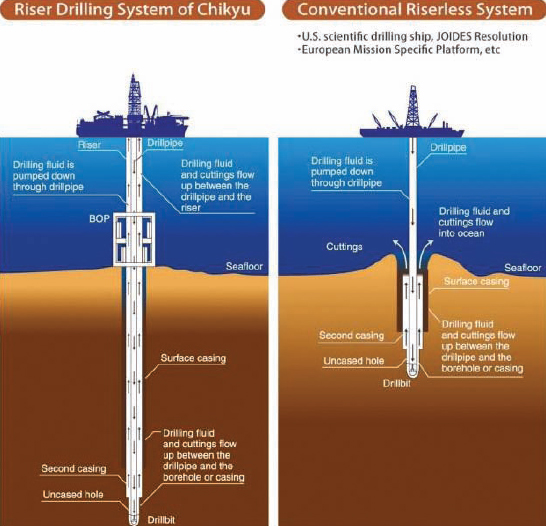 Riser Drilling System of Chikyu
Riser
Drillpipe
Drilling fluid is
pumped down
through drillpipe
Drilling fluid
and cuttings flow
up between the
drillpipe and the
riser
BOP
Seafloor
Surface casing
Drilling fluid
and cuttings flow
up between the
drillpipe and the
borehole or casing
Second casing
Uncased hole
Drillbit
Conventional Riserless System
•U.S. scientific drilling ship, JOIDES Resolution
•European Mission Specific Platform, etc
Drillpipe
Drilling fluid is
pumped down
through drillpipe
Drilling fluid and
cuttings flow
into ocean
Cuttings
Seafloor
Surface casing
Second casing
Drilling fluid
and cuttings flow
up between the
drillpipe and the
borehole or casing
Uncased hole
Drillbit